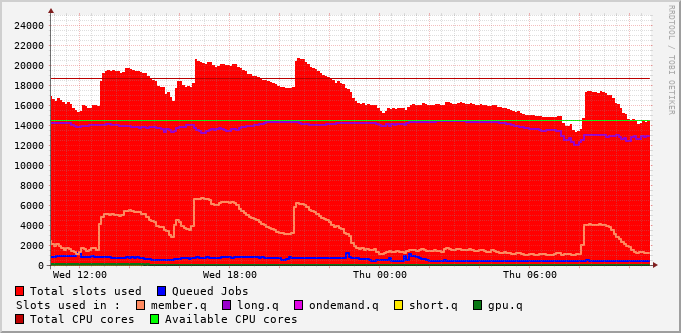 24000
22000
20000
18000
16000
14000
12000
10000
8000
6000
4000
2000
0
Wed 12:00 Wed 18:00 Thu 00:00 Thu 06:00
RRDTOOL / TOBI OETIKER
Total slots used Queued Jobs
Slots used in : member.q long.q ondemand.q short.q gpu.q
Total CPU cores Available CPU cores